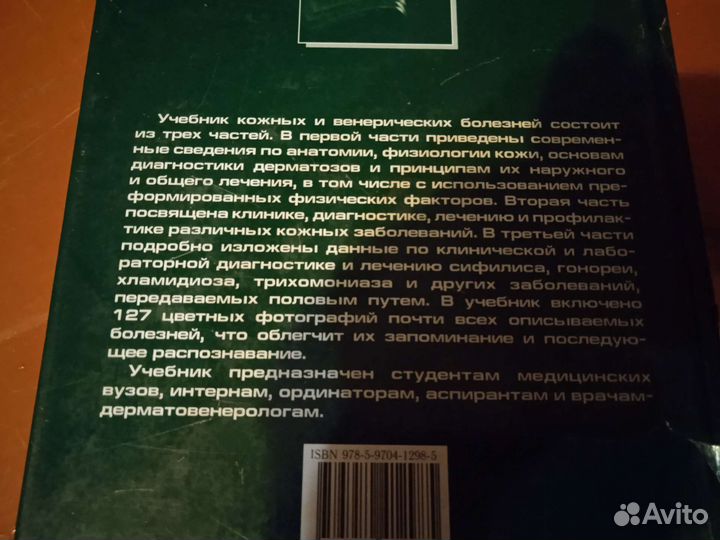 Учебник кожных и венерических болезней состоит
из трех частей. В первой части приведены современ-
ные сведения по анатомии, физиологии кожи, основам
диагностики дерматозов и принципам их наружного
и общего лечения, в том числе с использованием пре-
формированных физических факторов. Вторая часть
посвящена клинике, диагностике, лечению и профилак-
тике различных кожных заболеваний. В третьей части
подробно изложены данные по клинической и лабо-
раторной диагностике и лечению сифилиса, гонореи,
хламидиоза, трихомониаза и других заболеваний,
передаваемых половым путем. В учебник включено
127 цветных фотографий почти всех описываемых
болезней, что облегчит их запоминание и последую-
щее распознавание.
Учебник предназначен студентам медицинских
вузов, интернам, ординаторам, аспирантам и врачам-
дерматовенерологам.
ISBN 978-5-9704-1298-5
Avito